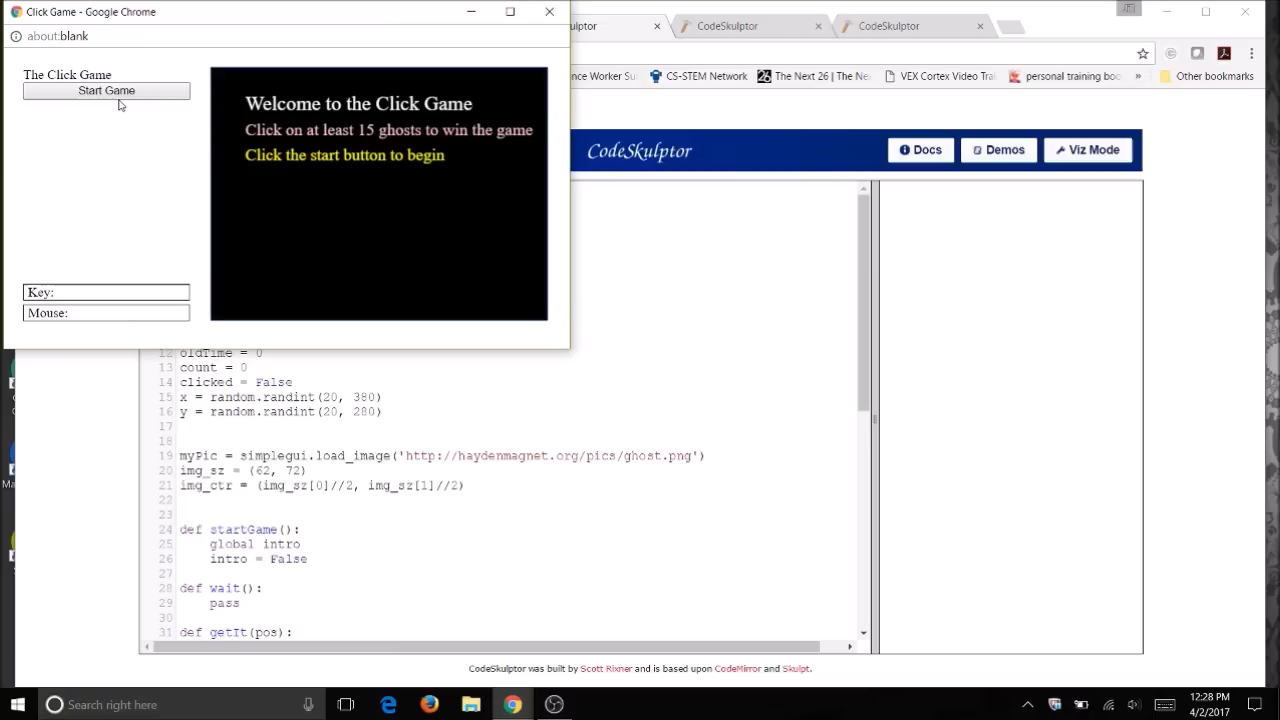 Click Game - Google Chrome
about:blank
The Click Game
Start Game
Welcome to the Click Game
Click on at least 15 ghosts to win the game
Click the start button to begin
Key:
Mouse:
CodeSkulptor
CodeSkulptor
CS-STEM Network
The Next 26 | The Ne
VEX Cortex Video Tra
personal training boo
»
Other bookmarks
CodeSkulptor
Docs
Demos
Viz Mode
12 oldTime = 0
13 count = 0
14 clicked = False
15 x = random.randint(20, 380)
16 y = random.randint(20, 280)
17
18
19 myPic = simplegui.load_image('http://haydenmagnet.org/pics/ghost.png')
20 img_sz = (62, 72)
21 img_ctr = (img_sz[0]//2, img_sz[1]//2)
22
23
24 def startGame():
25 global intro
26 intro = False
27
28 def wait():
29 pass
30
31 def getIt(pos):
CodeSkulptor was built by Scott Rixner and is based upon CodeMirror and Skulpt.
Search right here
12:28 PM
4/2/2017